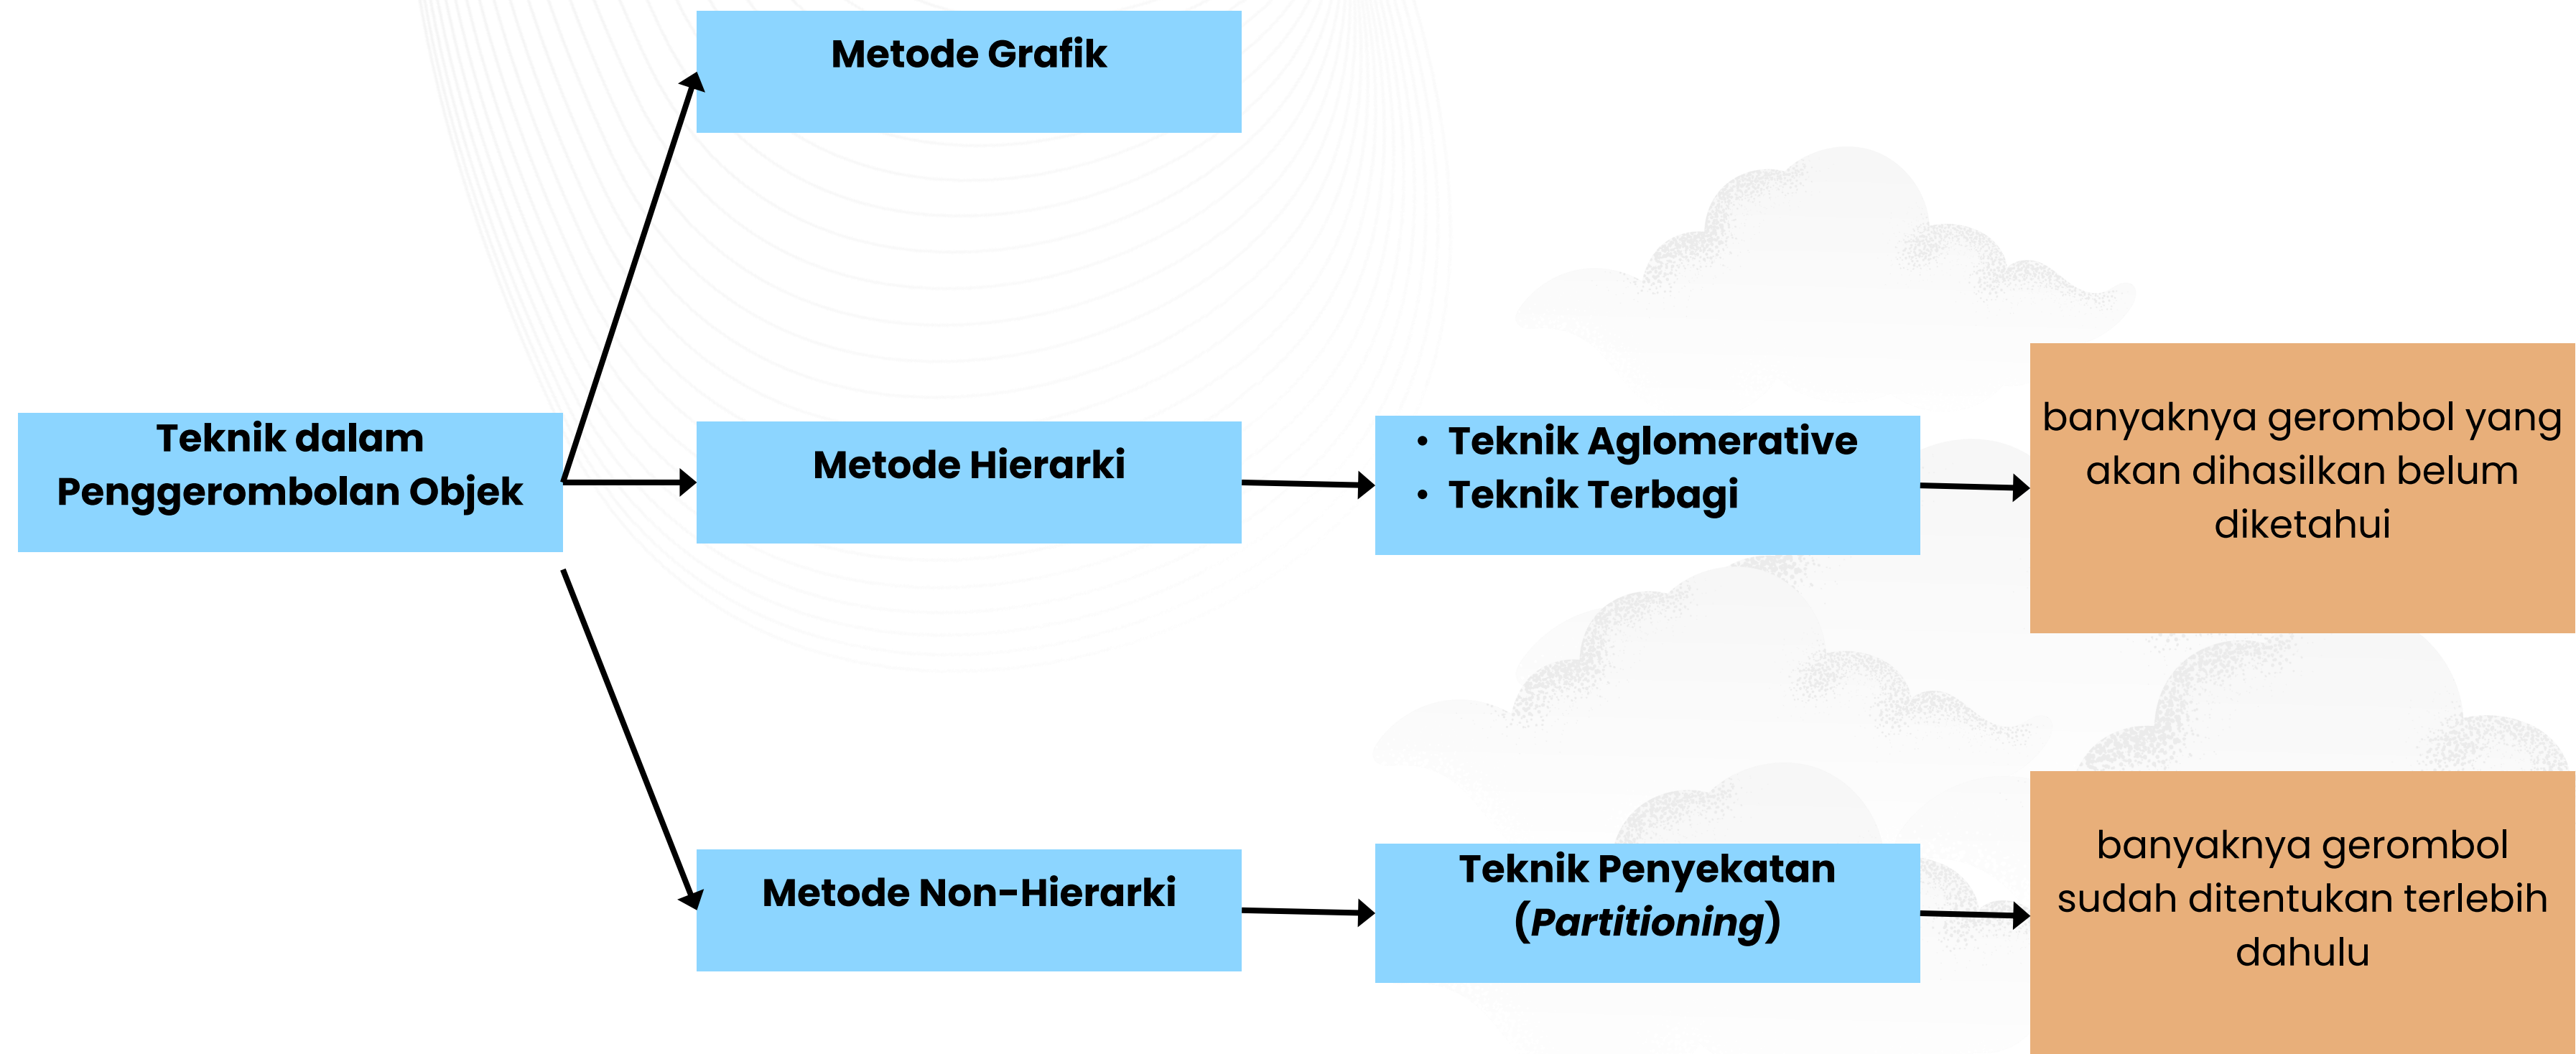 Metode Grafik
Teknik dalam
Penggerombolan Objek
Metode Hierarki
• Teknik Aglomerative
• Teknik Terbagi
banyaknya gerombol yang
akan dihasilkan belum
diketahui
Metode Non-Hierarki
Teknik Penyekatan
(Partitioning)
banyaknya gerombol
sudah ditentukan terlebih
dahulu